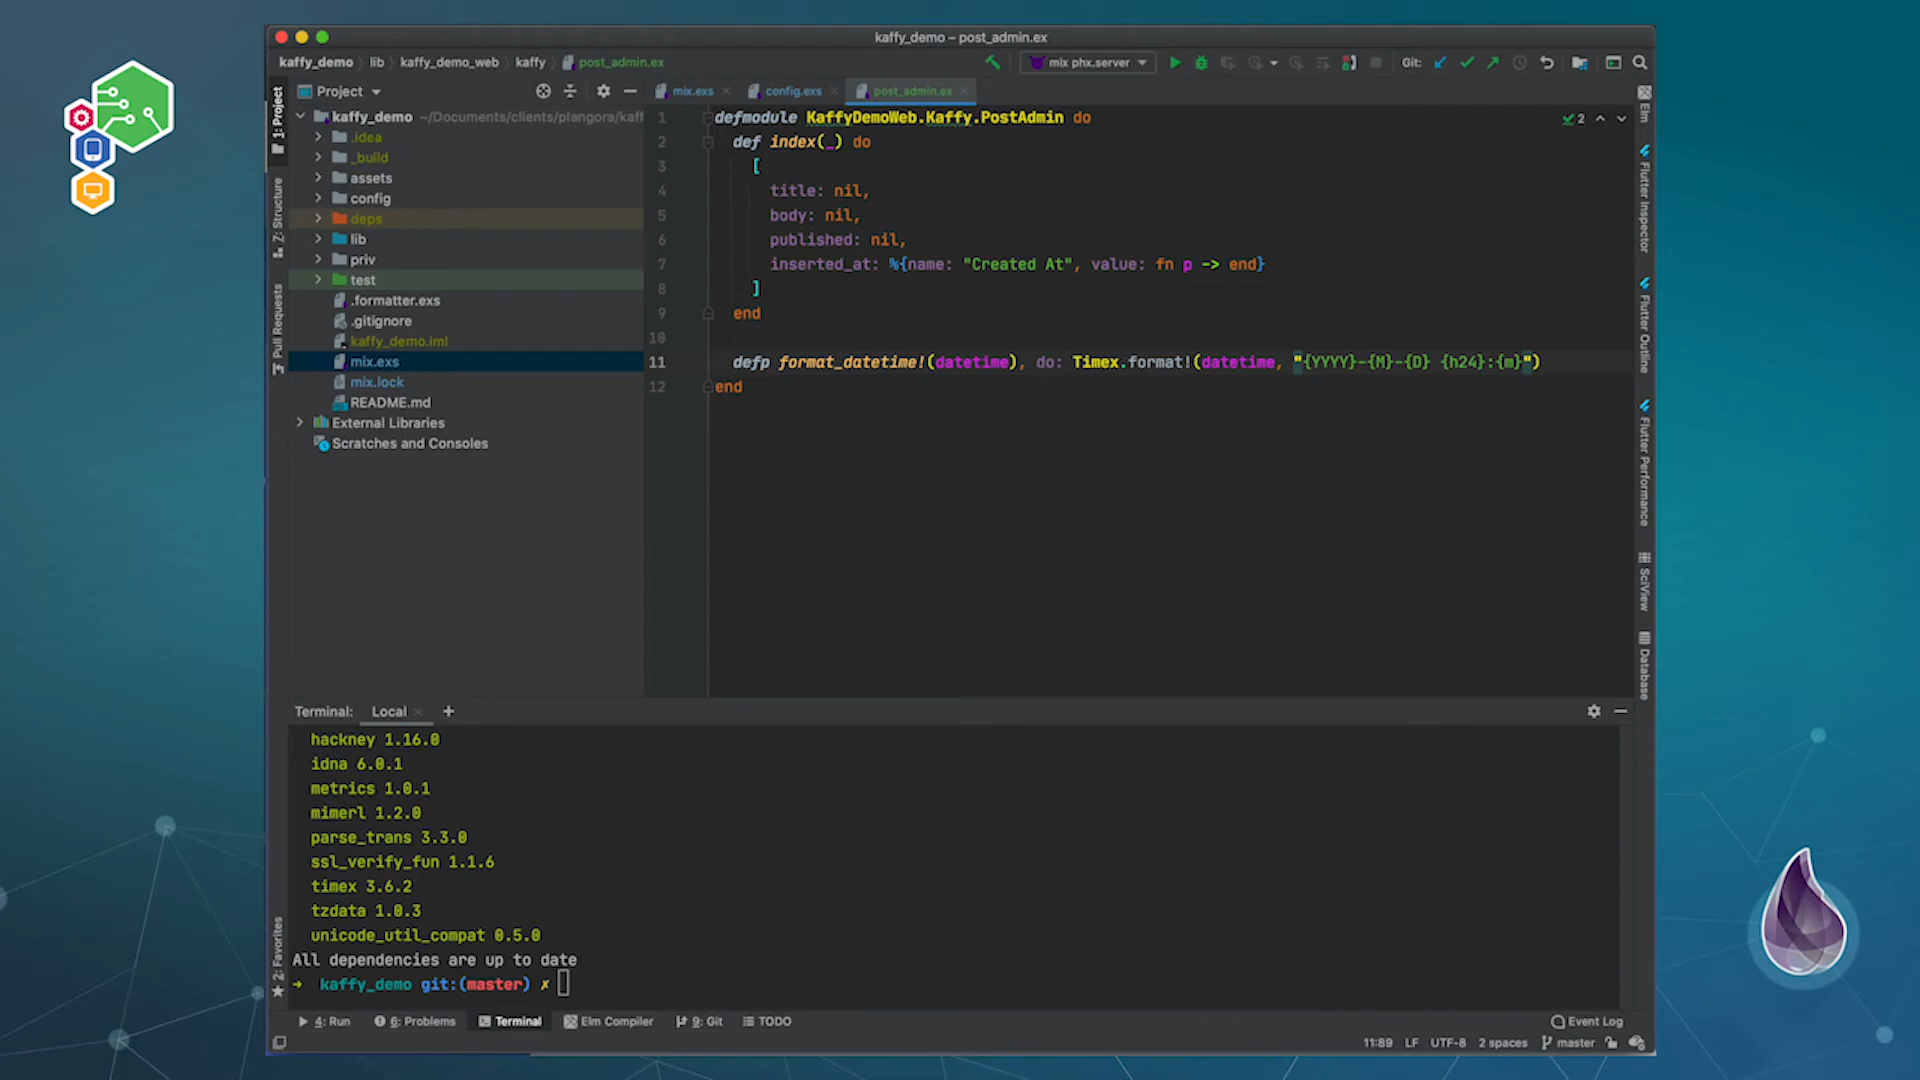 kaffy_demo – post_admin.ex
kaffy_demo lib kaffy_demo_web kaffy post_admin.ex
mix phx.server
Git:
1: Project
Project
mix.exs
config.exs
post_admin.ex
kaffy_demo ~/Documents/clients/plangora/kaff
.idea
_build
assets
config
deps
lib
priv
test
.formatter.exs
.gitignore
kaffy_demo.iml
mix.exs
mix.lock
README.md
External Libraries
Scratches and Consoles
Z: Structure
Pull Requests
2: Favorites
1 defmodule KaffyDemoWeb.Kaffy.PostAdmin do
2 def index(_) do
3 [
4 title: nil,
5 body: nil,
6 published: nil,
7 inserted_at: %{name: "Created At", value: fn p -> end}
8 ]
9 end
10
11 defp format_datetime!(datetime), do: Timex.format!(datetime, "{YYYY}-{M}-{D} {h24}:{m}")
12 end
2
Elm
Flutter Inspector
Flutter Outline
Flutter Performance
SciView
Database
Terminal: Local +
hackney 1.16.0
idna 6.0.1
metrics 1.0.1
mimerl 1.2.0
parse_trans 3.3.0
ssl_verify_fun 1.1.6
timex 3.6.2
tzdata 1.0.3
unicode_util_compat 0.5.0
All dependencies are up to date
➜ kaffy_demo git:(master) ✗
4: Run
6: Problems
Terminal
Elm Compiler
9: Git
TODO
Event Log
11:89 LF UTF-8 2 spaces master